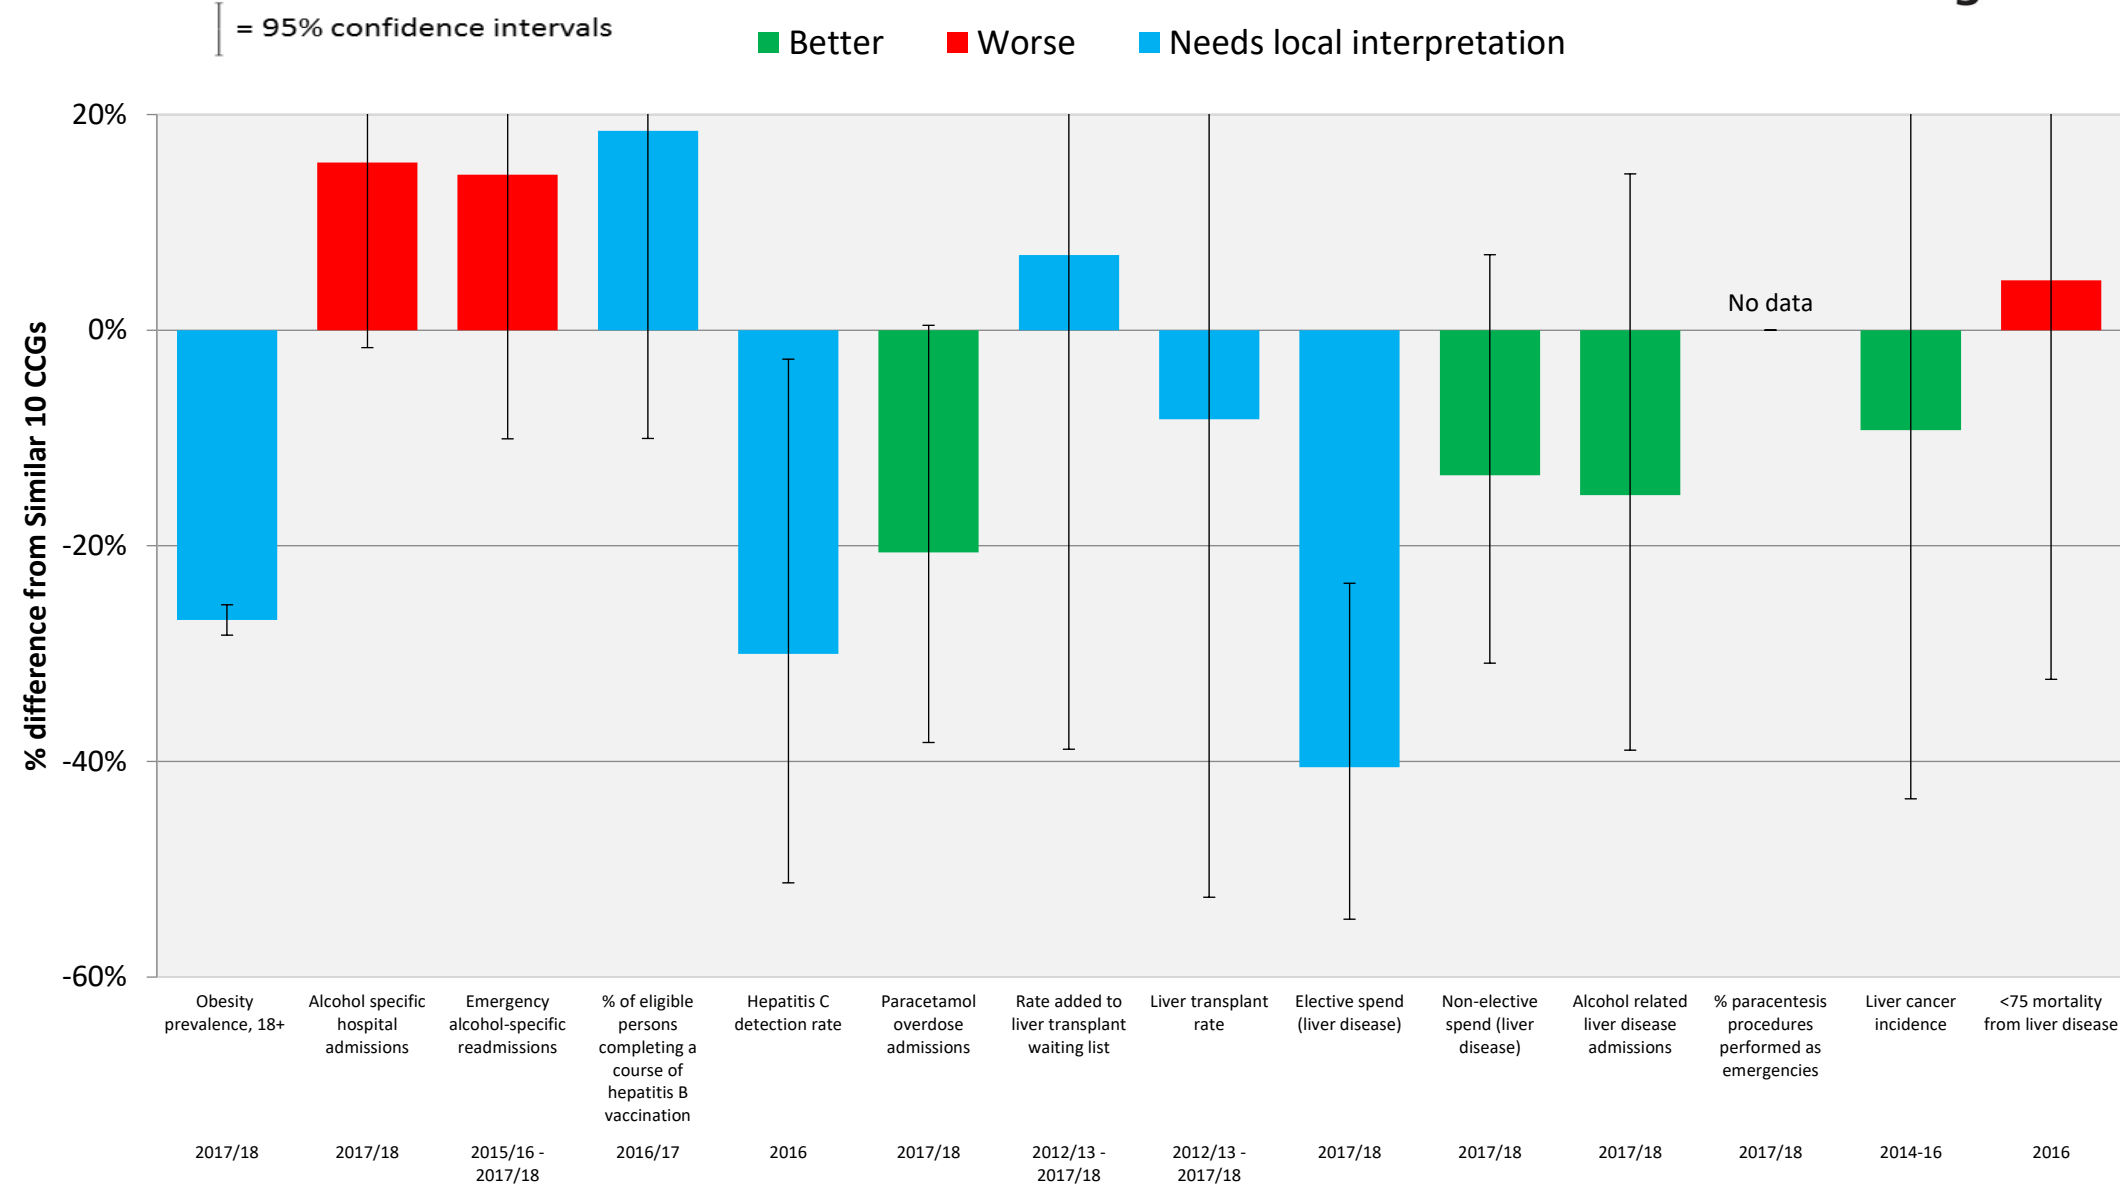 = 95% confidence intervals
Better
Worse
Needs local interpretation
% difference from Similar 10 CCGs
20%
0%
-20%
-40%
-60%
No data
Obesity
prevalence, 18+
2017/18
Alcohol specific
hospital
admissions
2017/18
Emergency
alcohol-specific
readmissions
2015/16 -
2017/18
% of eligible
persons
completing a
course of
hepatitis B
vaccination
2016/17
Hepatitis C
detection rate
2016
Paracetamol
overdose
admissions
2017/18
Rate added to
liver transplant
waiting list
2012/13 -
2017/18
Liver transplant
rate
2012/13 -
2017/18
Elective spend
(liver disease)
2017/18
Non-elective
spend (liver
disease)
2017/18
Alcohol related
liver disease
admissions
2017/18
% paracentesis
procedures
performed as
emergencies
2017/18
Liver cancer
incidence
2014-16
<75 mortality
from liver disease
2016